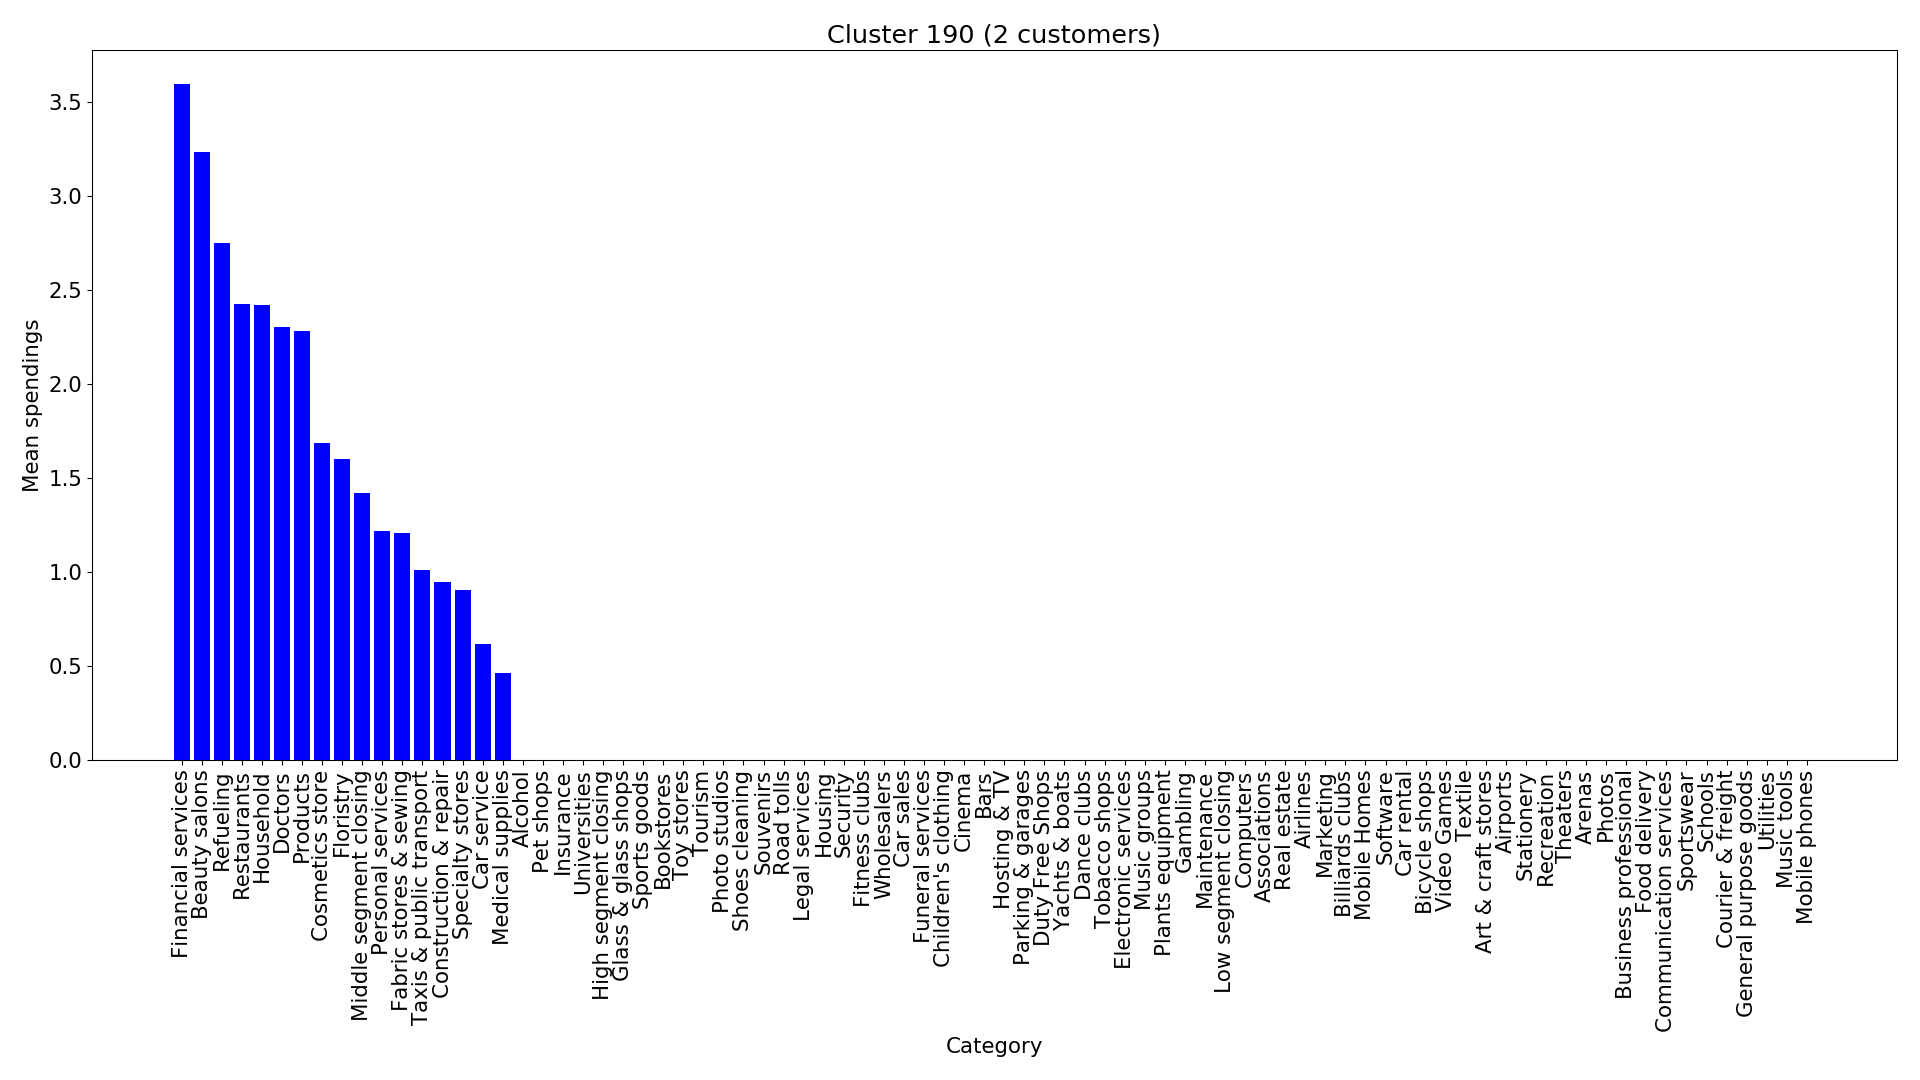 Cluster 190 (2 customers)
Mean spendings
3.5
3.0
2.5
2.0
1.5
1.0
0.5
0.0
Financial services
Beauty salons
Refueling
Restaurants
Household
Doctors
Products
Cosmetics store
Floristry
Middle segment closing
Personal services
Fabric stores & sewing
Taxis & public transport
Construction & repair
Specialty stores
Car service
Medical supplies
Alcohol
Pet shops
Insurance
Universities
High segment closing
Glass & glass shops
Sports goods
Bookstores
Toy stores
Tourism
Photo studios
Shoes cleaning
Souvenirs
Road tolls
Legal services
Housing
Security
Fitness clubs
Wholesalers
Car sales
Funeral services
Children's clothing
Cinema
Bars
Hosting & TV
Parking & garages
Duty Free Shops
Yachts & boats
Dance clubs
Tobacco shops
Electronic services
Music groups
Plants equipment
Gambling
Maintenance
Low segment closing
Computers
Associations
Real estate
Airlines
Marketing
Billiards clubs
Mobile Homes
Software
Car rental
Bicycle shops
Video Games
Textile
Art & craft stores
Airports
Stationery
Recreation
Theaters
Arenas
Photos
Business professional
Food delivery
Communication services
Sportswear
Schools
Courier & freight
General purpose goods
Utilities
Music tools
Mobile phones
Category